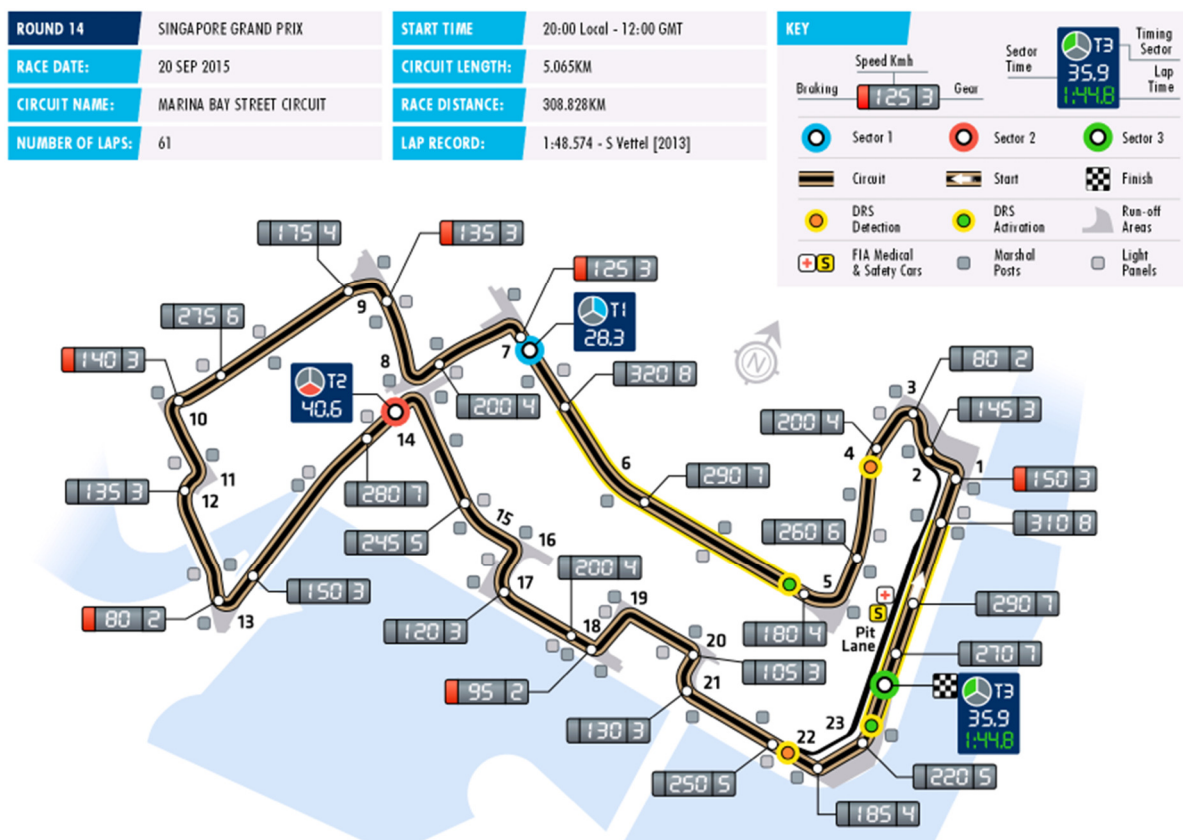 ROUND 14 SINGAPORE GRAND PRIX
RACE DATE: 20 SEP 2015
CIRCUIT NAME: MARINA BAY STREET CIRCUIT
NUMBER OF LAPS: 61
START TIME 20:00 Local - 12:00 GMT
CIRCUIT LENGTH: 5.065KM
RACE DISTANCE: 308.828KM
LAP RECORD: 1:48.574 - S Vettel [2013]
KEY
Speed Kmh
Braking 125 3 Gear
Sector Time
T3
35.9
1:44.8
Timing Sector
Lap Time
Sector 1
Sector 2
Sector 3
Circuit
Start
Finish
DRS Detection
DRS Activation
Run-off Areas
S
FIA Medical & Safety Cars
Marshal Posts
Light Panels
175 4
135 3
9
275 6
125 3
T1
28.3
7
8
140 3
10
T2
40.6
14
200 4
320 8
N
80 2
3
200 4
4
145 3
2
1
150 3
11
12
135 3
280 7
245 5
15
16
6
290 7
260 6
310 8
5
150 3
80 2
13
200 4
17
120 3
18
19
180 4
S
Pit Lane
290 7
270 7
20
105 3
95 2
21
130 3
T3
35.9
1:44.8
23
22
250 5
220 5
185 4